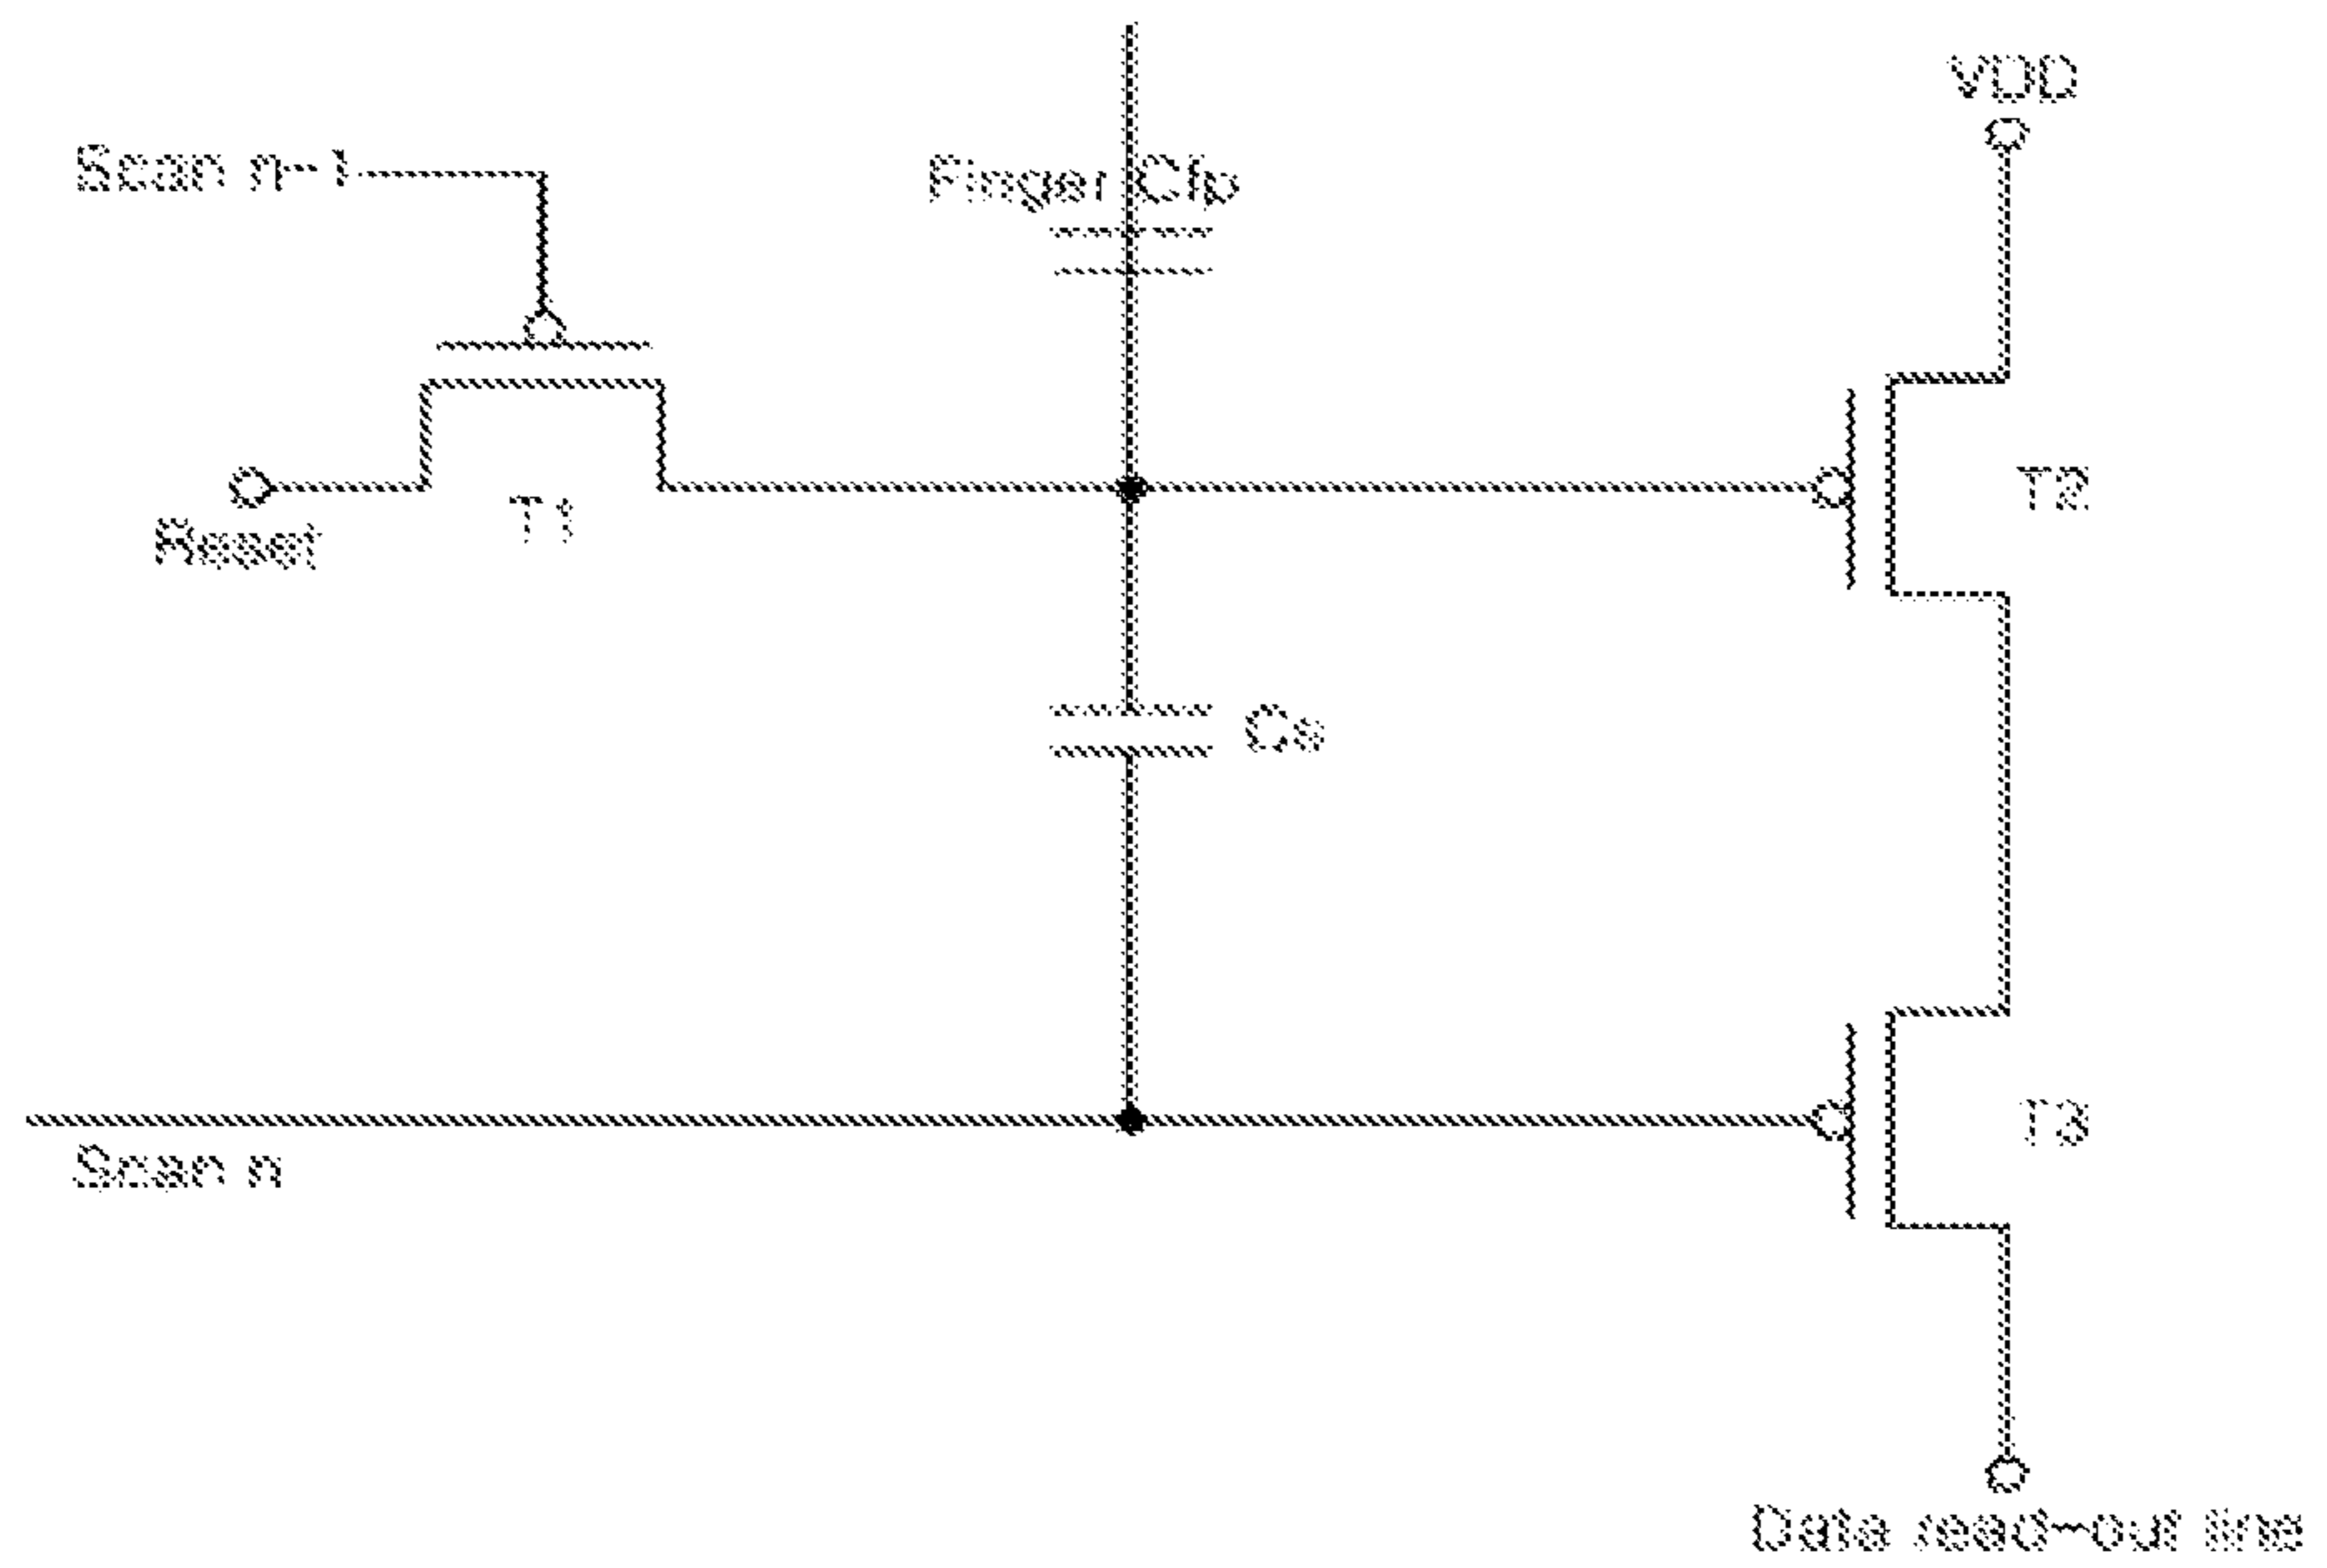 VDD
Scan n-1
Finger Cfp
T2
T1
Reset
Cs
T3
Scan n
Data read-out line